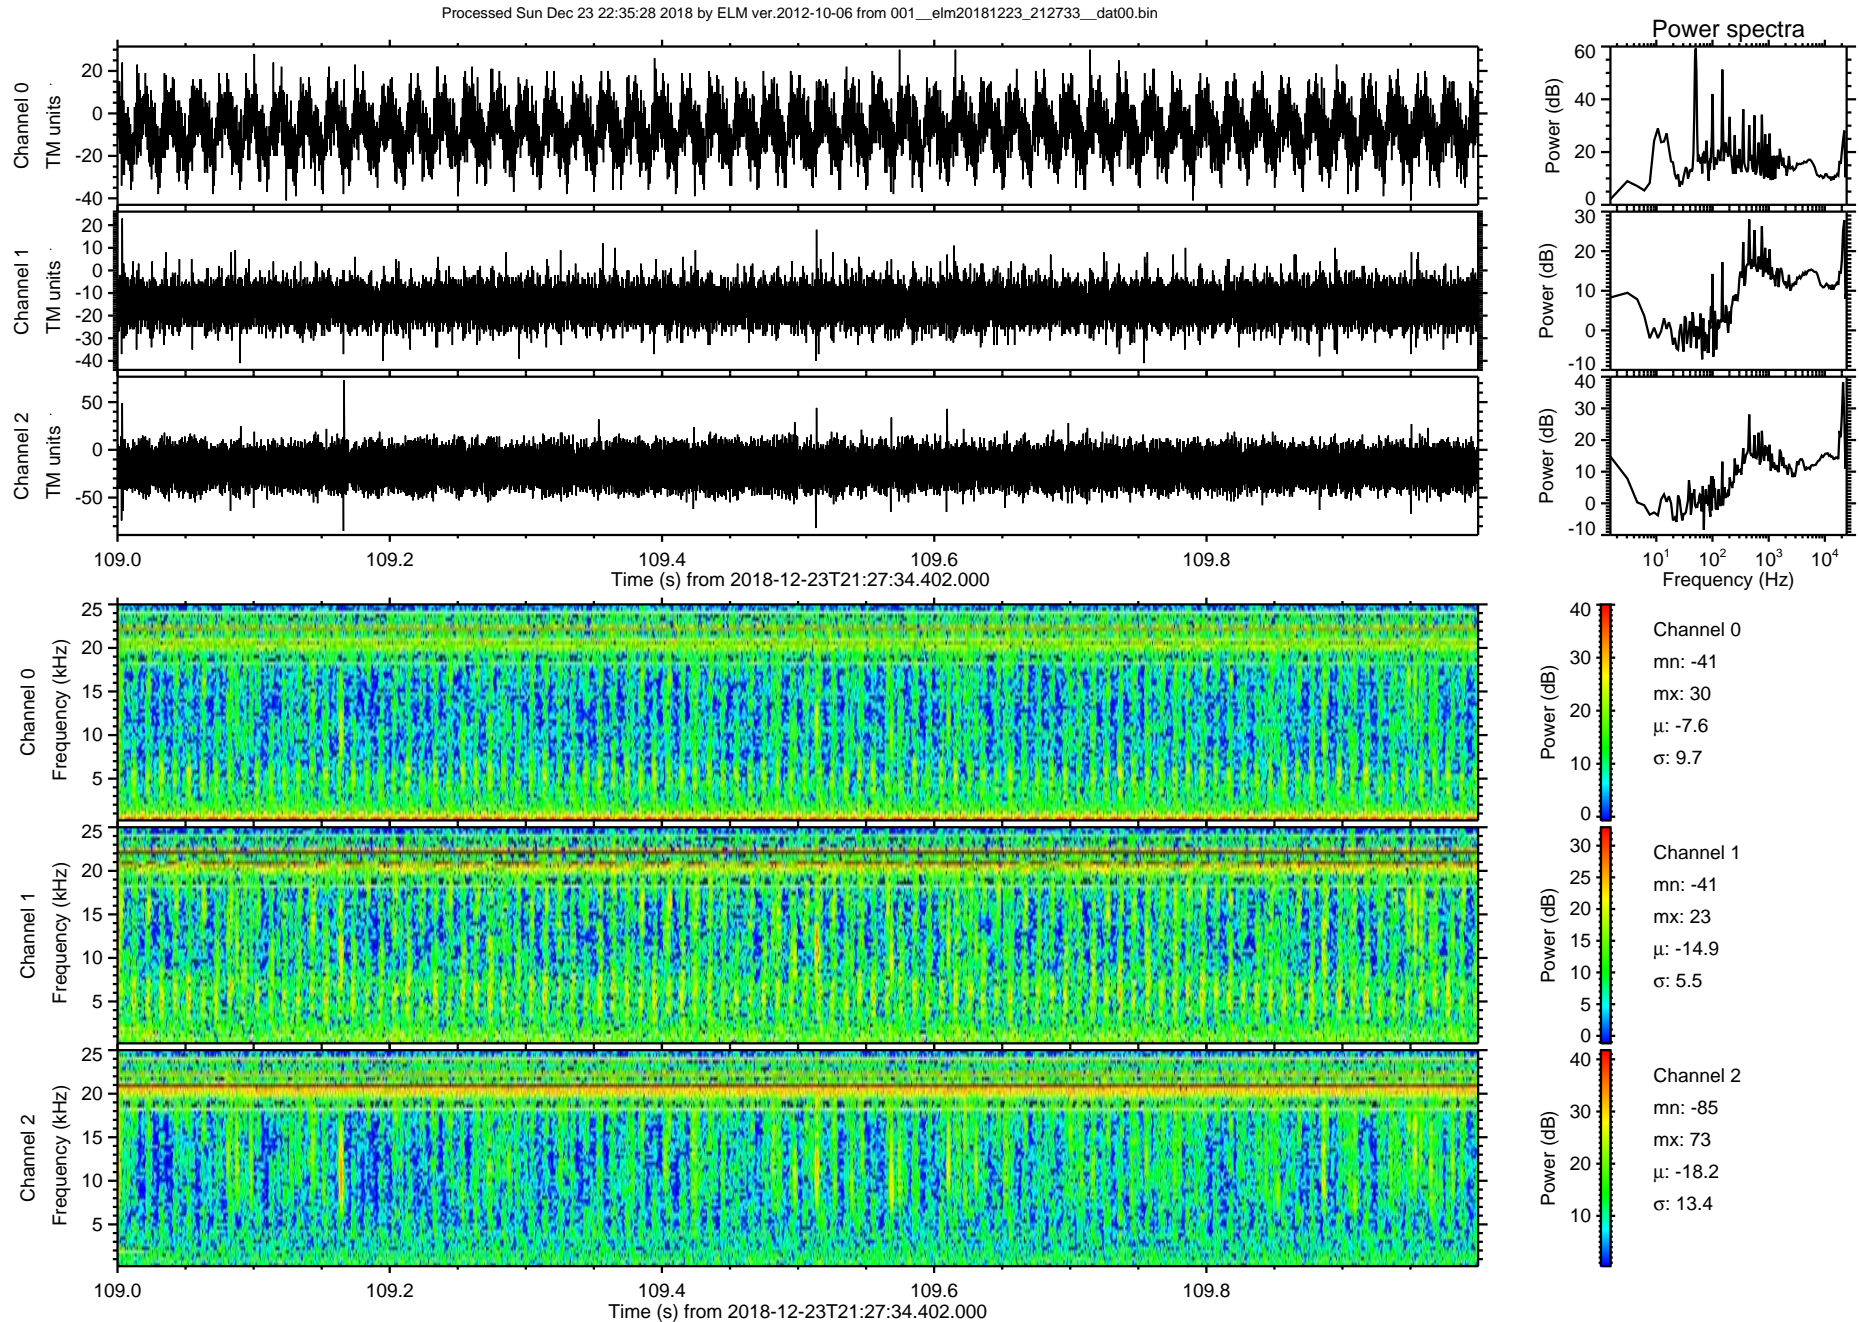 Processed Sun Dec 23 22:35:28 2018 by ELM ver.2012-10-06 from 001__elm20181223_212733__dat00.bin
Power spectra
Channel 0
TM units
20
0
-20
-40
Power (dB)
60
40
20
0
Channel 1
TM units
20
10
0
-10
-20
-30
-40
Power (dB)
30
20
10
0
-10
Channel 2
TM units
50
0
-50
Power (dB)
40
30
20
10
0
-10
109.0 109.2 109.4 109.6 109.8
Time (s) from 2018-12-23T21:27:34.402.000
10^1 10^2 10^3 10^4
Frequency (Hz)
Channel 0
Frequency (kHz)
25
20
15
10
5
Power (dB)
40
30
20
10
0
Channel 0
mn: -41
mx: 30
μ: -7.6
σ: 9.7
Channel 1
Frequency (kHz)
25
20
15
10
5
Power (dB)
30
25
20
15
10
5
0
Channel 1
mn: -41
mx: 23
μ: -14.9
σ: 5.5
Channel 2
Frequency (kHz)
25
20
15
10
5
Power (dB)
40
30
20
10
Channel 2
mn: -85
mx: 73
μ: -18.2
σ: 13.4
109.0 109.2 109.4 109.6 109.8
Time (s) from 2018-12-23T21:27:34.402.000